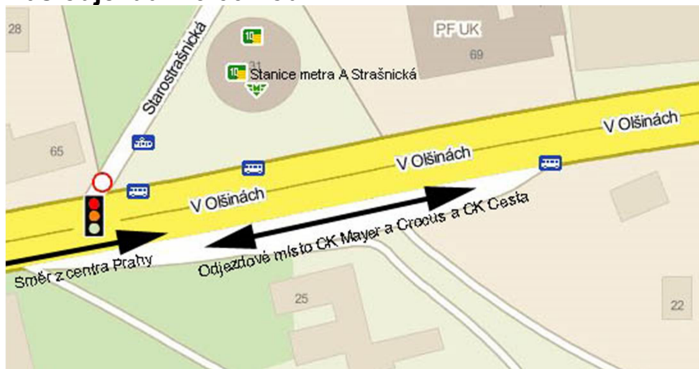 28
PF UK
69
31
Stanice metra A Strašnická
Starostrašnická
65
V Olšinách
V Olšinách
V Olšinách
Směr z centra Prahy
Odjezdové místo CK Mayer a Crocus a CK Cesta
25
22